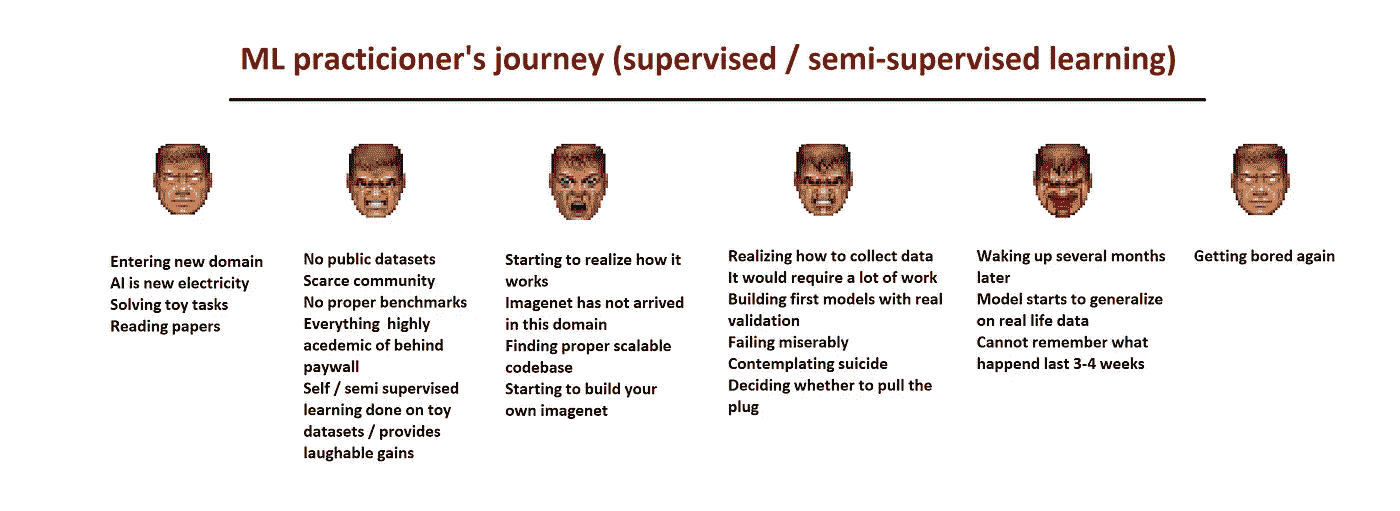 ML practicioner's journey (supervised / semi-supervised learning)
Entering new domain
AI is new electricity
Solving toy tasks
Reading papers
No public datasets
Scarce community
No proper benchmarks
Everything highly
acedemic of behind
paywall
Self / semi supervised
learning done on toy
datasets / provides
laughable gains
Starting to realize how it
works
Imagenet has not arrived
in this domain
Finding proper scalable
codebase
Starting to build your
own imagenet
Realizing how to collect data
It would require a lot of work
Building first models with real
validation
Failing miserably
Contemplating suicide
Deciding whether to pull the
plug
Waking up several months
later
Model starts to generalize
on real life data
Cannot remember what
happend last 3-4 weeks
Getting bored again